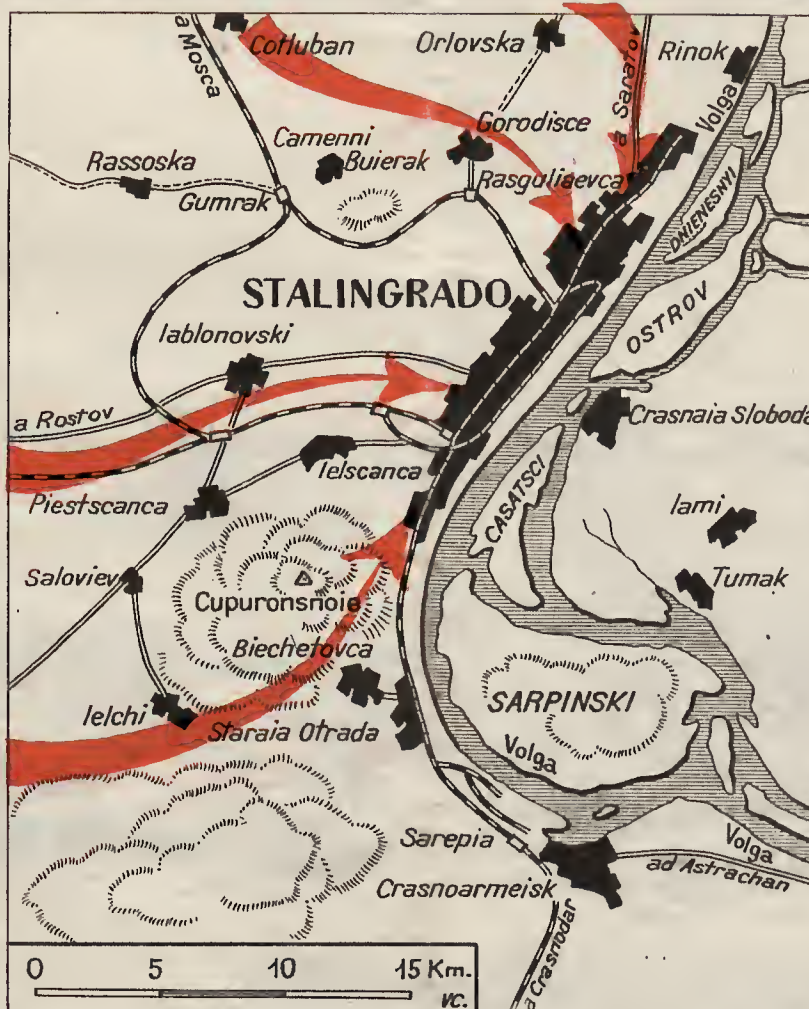 a Mosca
Cotluban
Orlovska
Rinok
a Saratov
Volga
Camenni
Buierak
Gorodisce
Rassoska
Gumrak
Rasguliaevca
DNIENESNYI
STALINGRADO
OSTROV
Iablonovski
a Rostov
Crasnaia Sloboda
Ielscanca
CASATSCI
Piestscanca
Iami
Saloviev
Tumak
Cupuronsnoie
Biechetovca
Ielchi
Staraia Otrada
SARPINSKI
Volga
Sarepia
Volga
ad Astrachan
Crasnoarmeisk
a Crasnodar
0 5 10 15 Km.
vc.